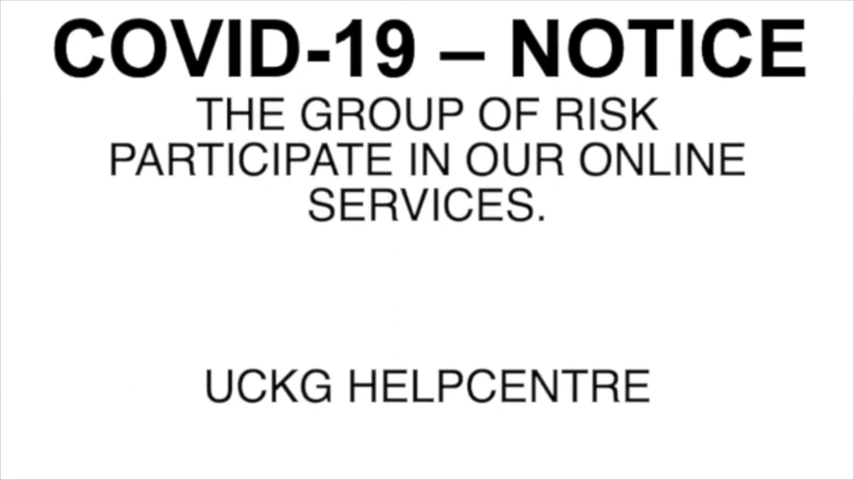 COVID-19 – NOTICE
THE GROUP OF RISK
PARTICIPATE IN OUR ONLINE
SERVICES.
UCKG HELPCENTRE